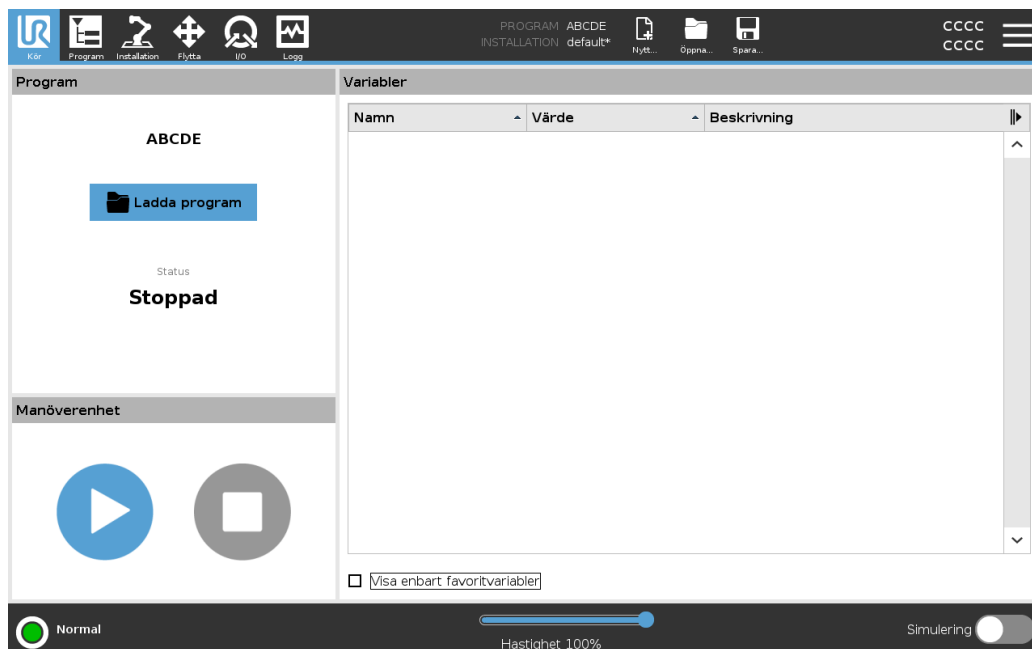 PROGRAM ABCDE
INSTALLATION default*
CCCC
CCCC
Kör
Program
Installation
Flytta
I/O
Logg
Nytt...
Öppna...
Spara...
Program
Variabler
ABCDE
Ladda program
Status
Stoppad
Namn
Värde
Beskrivning
Manöverenhet
Visa enbart favoritvariabler
Normal
Hastighet 100%
Simulering